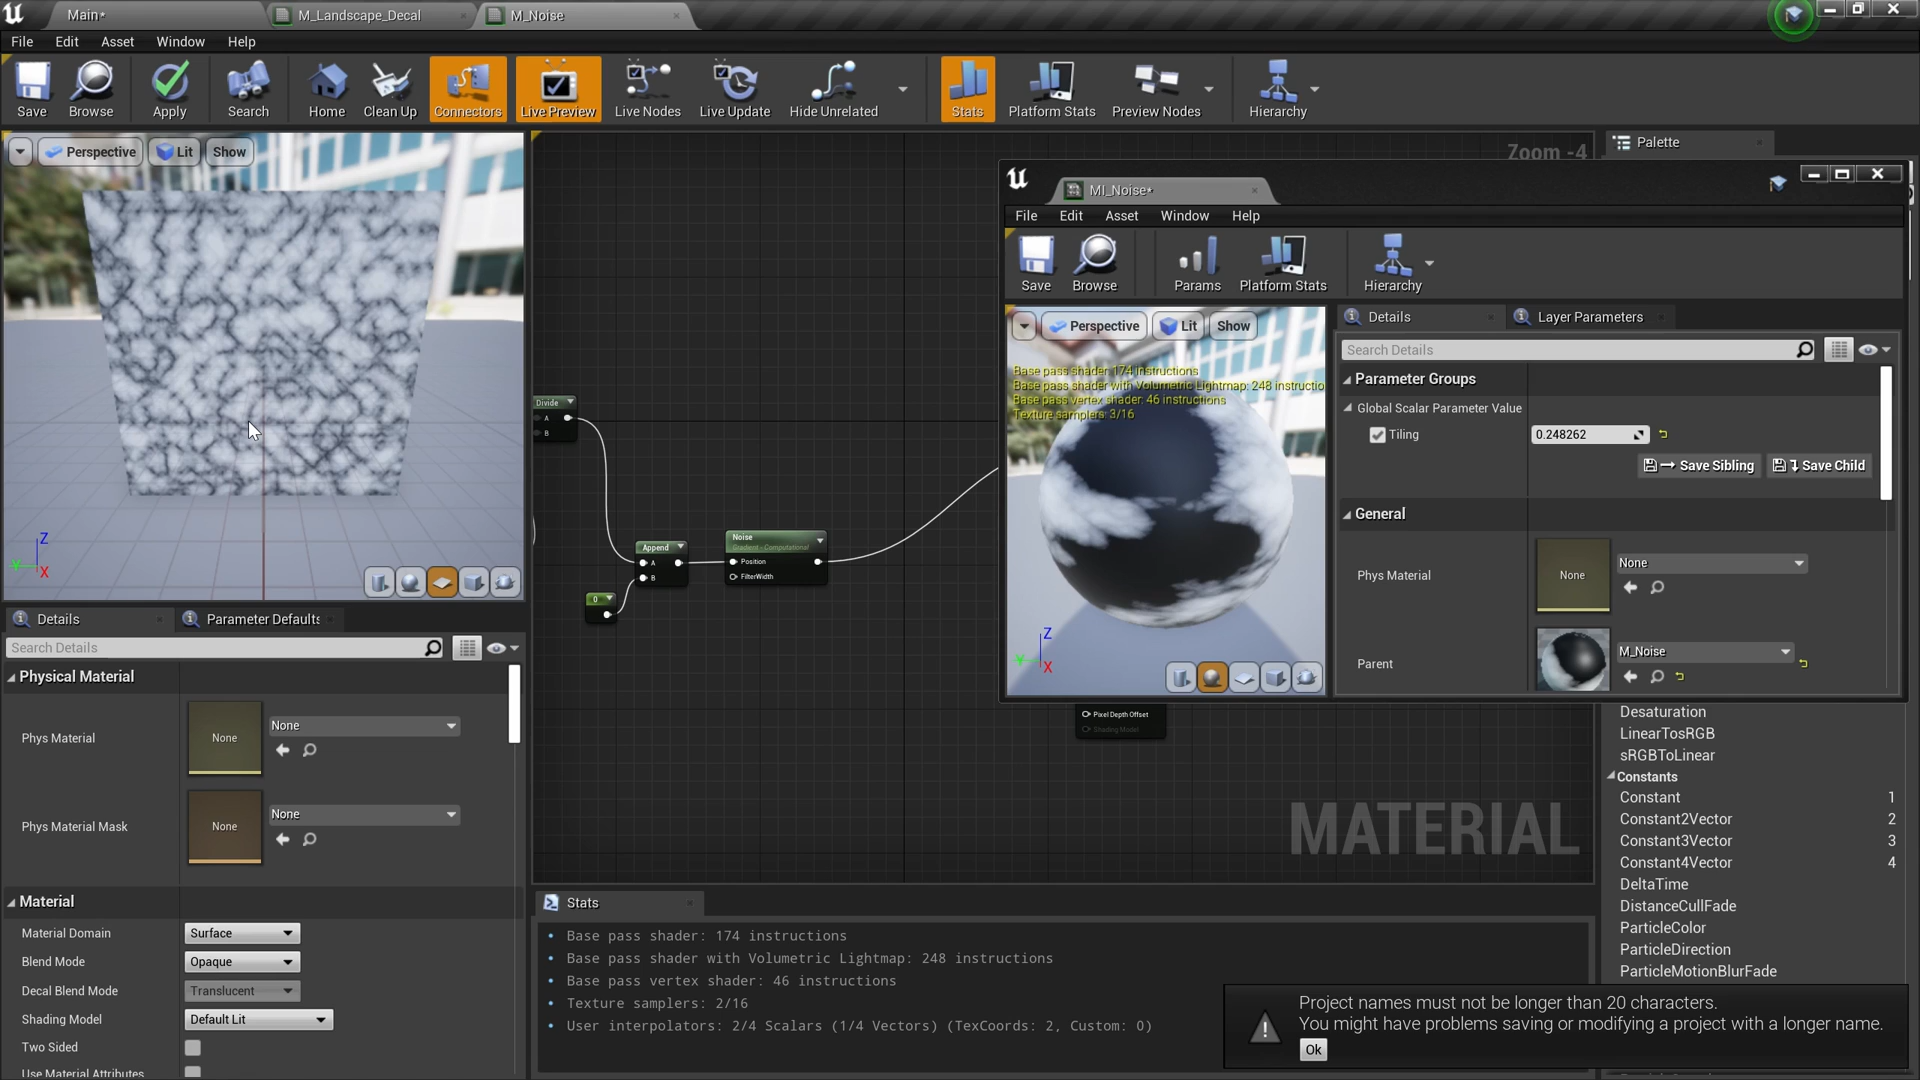 Main*
M_Landscape_Decal
M_Noise
File Edit Asset Window Help
Save Browse Apply Search Home Clean Up Connectors Live Preview Live Nodes Live Update Hide Unrelated Stats Platform Stats Preview Nodes Hierarchy
Perspective Lit Show
Zoom -4
Palette
MI_Noise*
File Edit Asset Window Help
Save Browse Params Platform Stats Hierarchy
Perspective Lit Show
Details
Layer Parameters
Search Details
Base pass shader: 174 instructions
Base pass shader with Volumetric Lightmap: 248 instructio
Base pass vertex shader: 46 instructions
Texture samplers: 3/16
Parameter Groups
Global Scalar Parameter Value
Tiling
0.248262
Save Sibling
Save Child
General
Phys Material
None
None
Parent
M_Noise
Z
Y
X
Divide
A
B
Append
A
B
0
Noise
Gradient - Computational
Position
FilterWidth
Pixel Depth Offset
Shading Model
MATERIAL
Z
Y
X
Details
Parameter Defaults
Search Details
Physical Material
Phys Material
None
None
Phys Material Mask
None
None
Material
Material Domain
Surface
Blend Mode
Opaque
Decal Blend Mode
Translucent
Shading Model
Default Lit
Two Sided
Use Material Attributes
Stats
Base pass shader: 174 instructions
Base pass shader with Volumetric Lightmap: 248 instructions
Base pass vertex shader: 46 instructions
Texture samplers: 2/16
User interpolators: 2/4 Scalars (1/4 Vectors) (TexCoords: 2, Custom: 0)
Desaturation
LinearTosRGB
sRGBToLinear
Constants
Constant 1
Constant2Vector 2
Constant3Vector 3
Constant4Vector 4
DeltaTime
DistanceCullFade
ParticleColor
ParticleDirection
ParticleMotionBlurFade
Project names must not be longer than 20 characters.
You might have problems saving or modifying a project with a longer name.
Ok